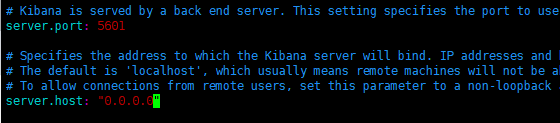 # Kibana is served by a back end server. This setting specifies the port to use
server.port: 5601
# Specifies the address to which the Kibana server will bind. IP addresses and
# The default is 'localhost', which usually means remote machines will not be
# To allow connections from remote users, set this parameter to a non-loopback
server.host: "0.0.0.0"